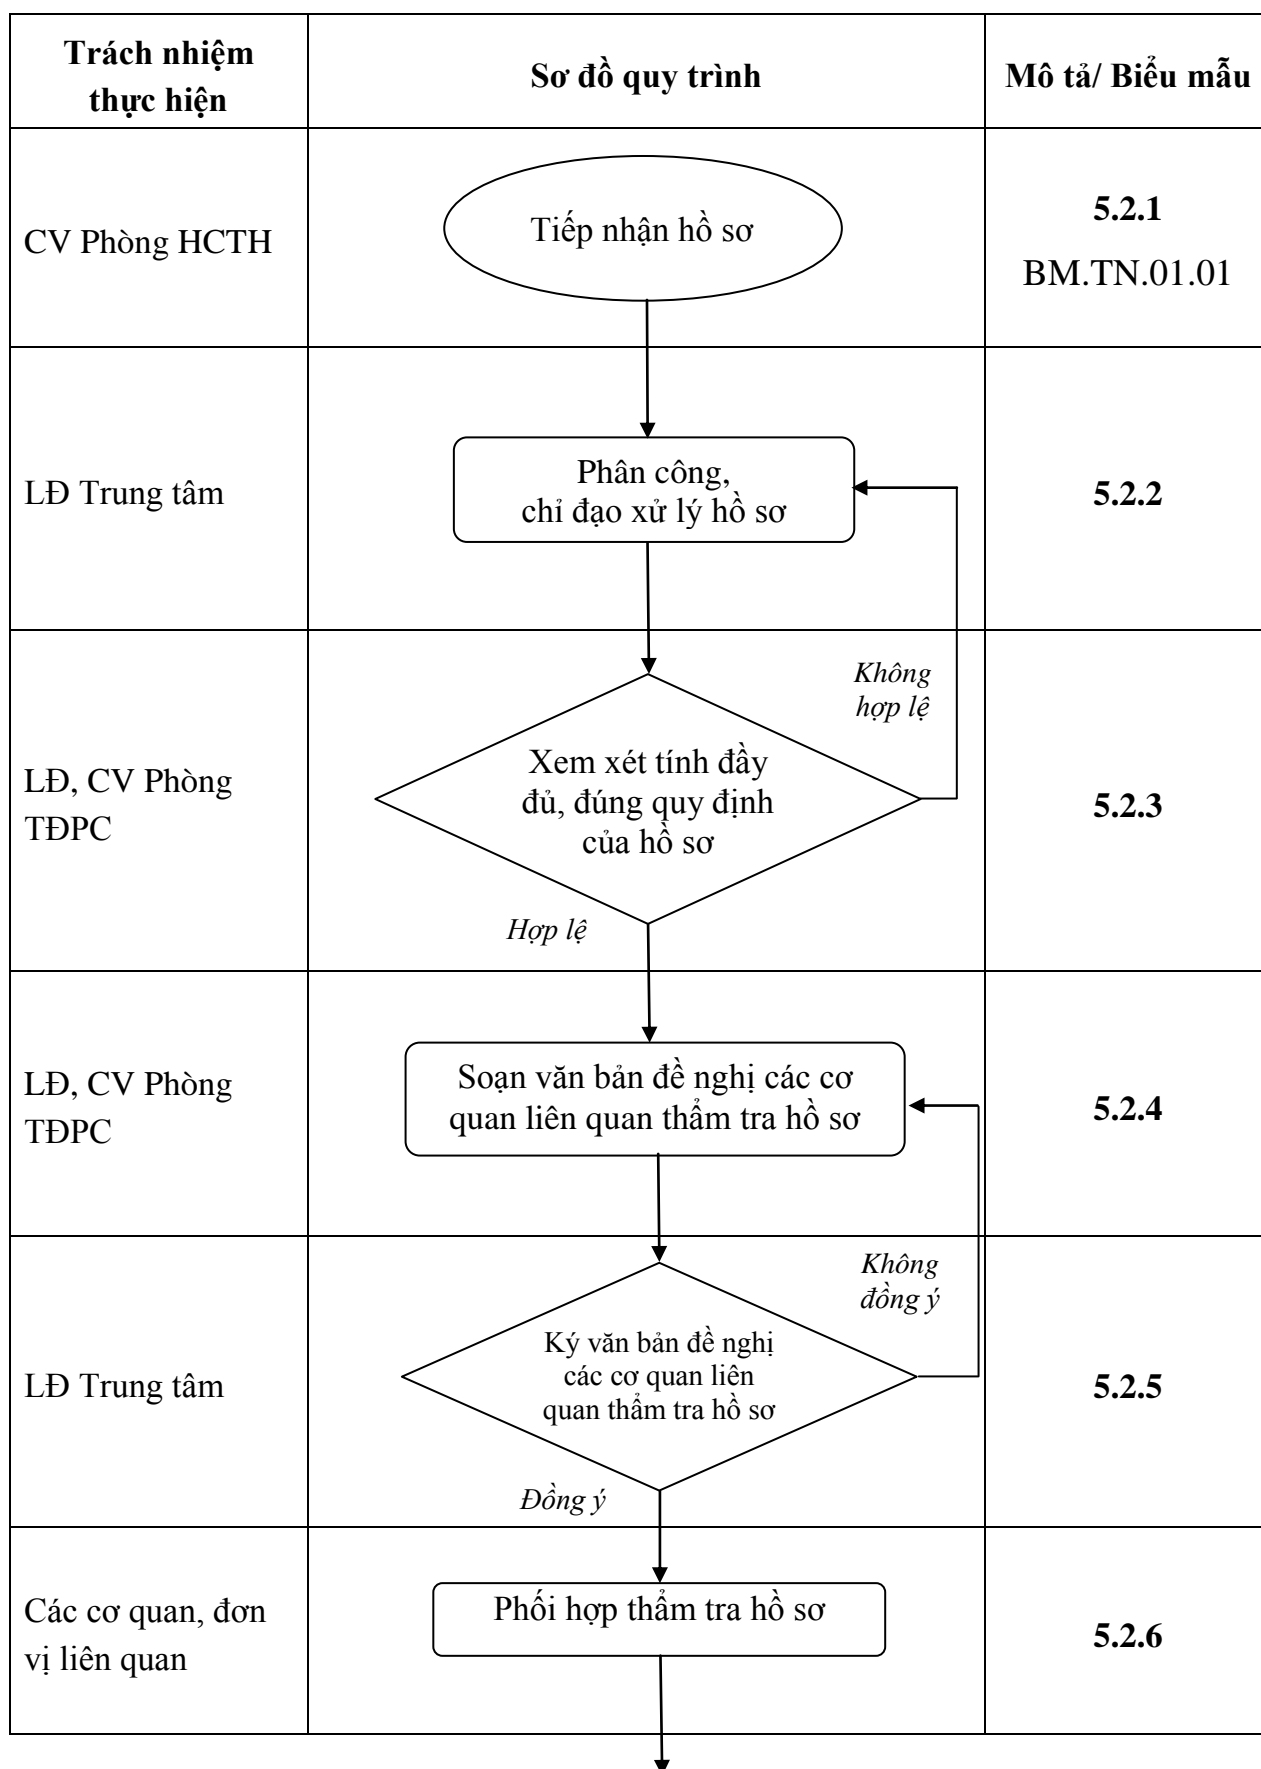 Trách nhiệm
thực hiện
Sơ đồ quy trình
Mô tả/ Biểu mẫu
CV Phòng HCTH
Tiếp nhận hồ sơ
5.2.1
BM.TN.01.01
LĐ Trung tâm
Phân công,
chỉ đạo xử lý hồ sơ
5.2.2
Không
hợp lệ
LĐ, CV Phòng
TĐPC
Xem xét tính đầy
đủ, đúng quy định
của hồ sơ
5.2.3
Hợp lệ
LĐ, CV Phòng
TĐPC
Soạn văn bản đề nghị các cơ
quan liên quan thẩm tra hồ sơ
5.2.4
Không
đồng ý
LĐ Trung tâm
Ký văn bản đề nghị
các cơ quan liên
quan thẩm tra hồ sơ
5.2.5
Đồng ý
Các cơ quan, đơn
vị liên quan
Phối hợp thẩm tra hồ sơ
5.2.6